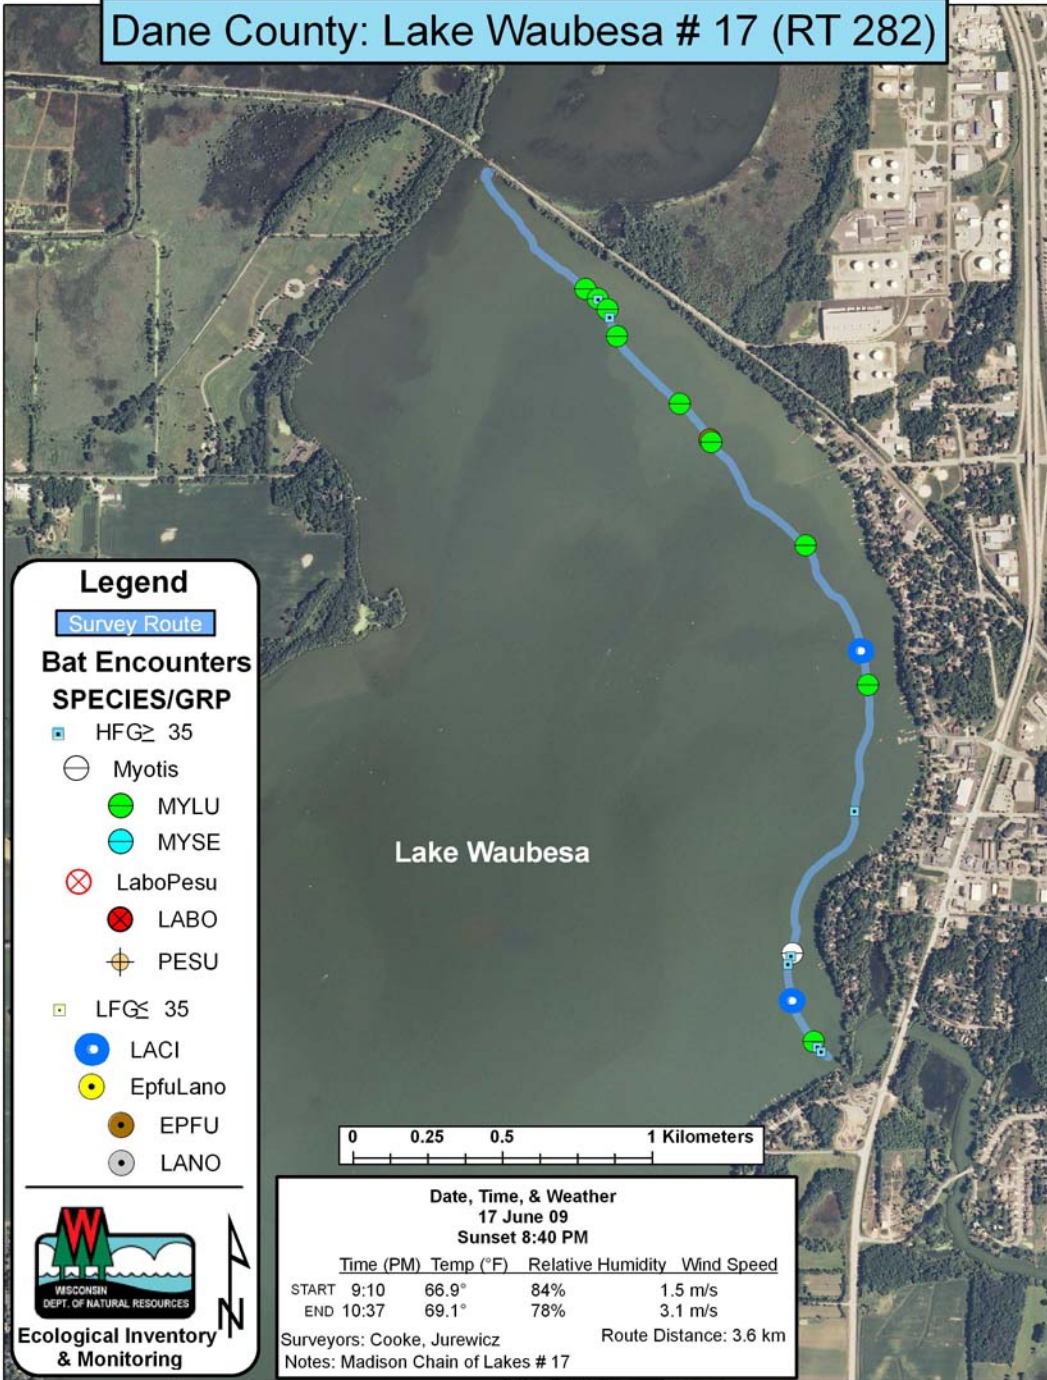 Dane County: Lake Waubesa # 17 (RT 282)
Legend
Survey Route
Bat Encounters
SPECIES/GRP
HFG≥ 35
Myotis
MYLU
MYSE
LaboPesu
LABO
PESU
LFG≤ 35
LACI
EpfuLano
EPFU
LANO
W
WISCONSIN
DEPT. OF NATURAL RESOURCES
Ecological Inventory
& Monitoring
N
Lake Waubesa
0 0.25 0.5 1 Kilometers
Date, Time, & Weather
17 June 09
Sunset 8:40 PM
Time (PM) Temp (°F) Relative Humidity Wind Speed
START 9:10 66.9° 84% 1.5 m/s
END 10:37 69.1° 78% 3.1 m/s
Surveyors: Cooke, Jurewicz Route Distance: 3.6 km
Notes: Madison Chain of Lakes # 17